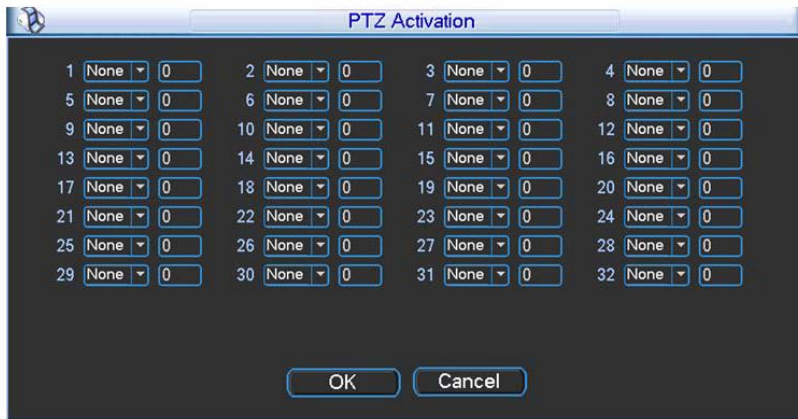 PTZ Activation
1 None 0 2 None 0 3 None 0 4 None 0
5 None 0 6 None 0 7 None 0 8 None 0
9 None 0 10 None 0 11 None 0 12 None 0
13 None 0 14 None 0 15 None 0 16 None 0
17 None 0 18 None 0 19 None 0 20 None 0
21 None 0 22 None 0 23 None 0 24 None 0
25 None 0 26 None 0 27 None 0 28 None 0
29 None 0 30 None 0 31 None 0 32 None 0
OK Cancel